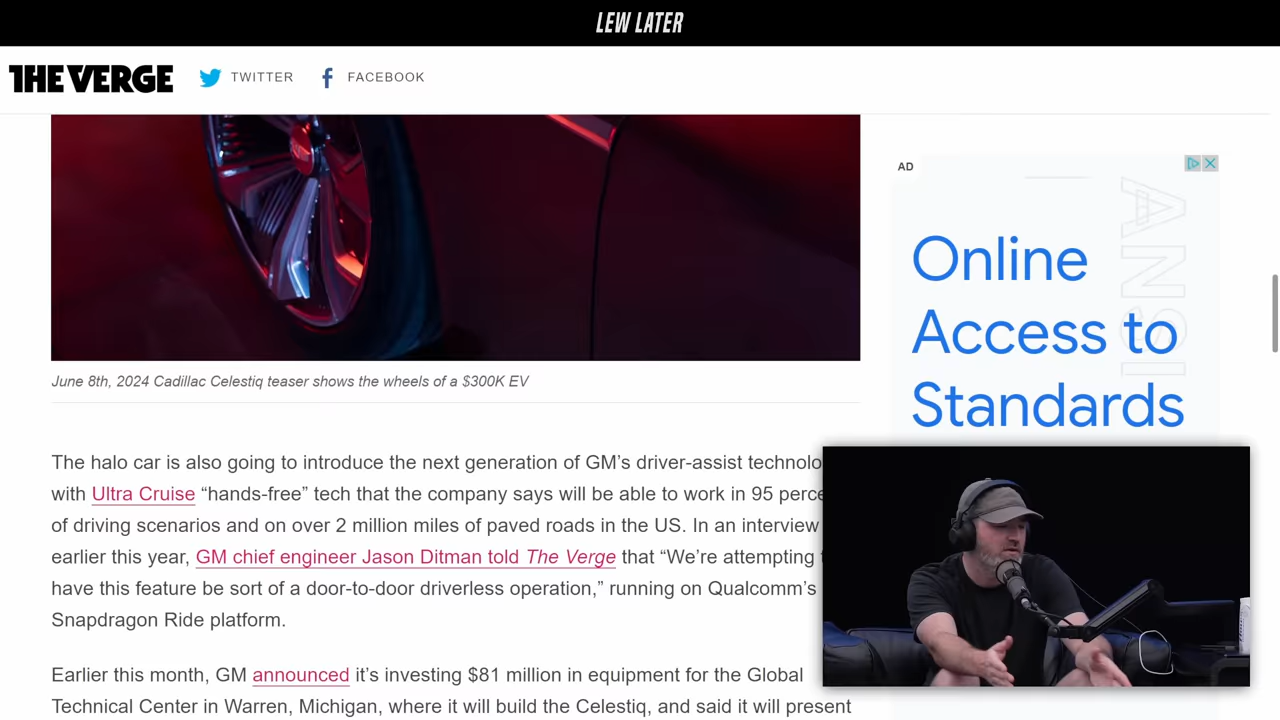 LEW LATER
THE VERGE TWITTER FACEBOOK
June 8th, 2024 Cadillac Celestiq teaser shows the wheels of a $300K EV
The halo car is also going to introduce the next generation of GM’s driver-assist
with Ultra Cruise “hands-free” tech that the company says will be able to work in 95
of driving scenarios and on over 2 million miles of paved roads in the US. In an interview
earlier this year, GM chief engineer Jason Ditman told The Verge that “We’re attempting
have this feature be sort of a door-to-door driverless operation,” running on Qualcomm’s
Snapdragon Ride platform.
Earlier this month, GM announced it’s investing $81 million in equipment for the Global
Technical Center in Warren, Michigan, where it will build the Celestiq, and said it will present
AD
ANSI
Online
Access to
Standards